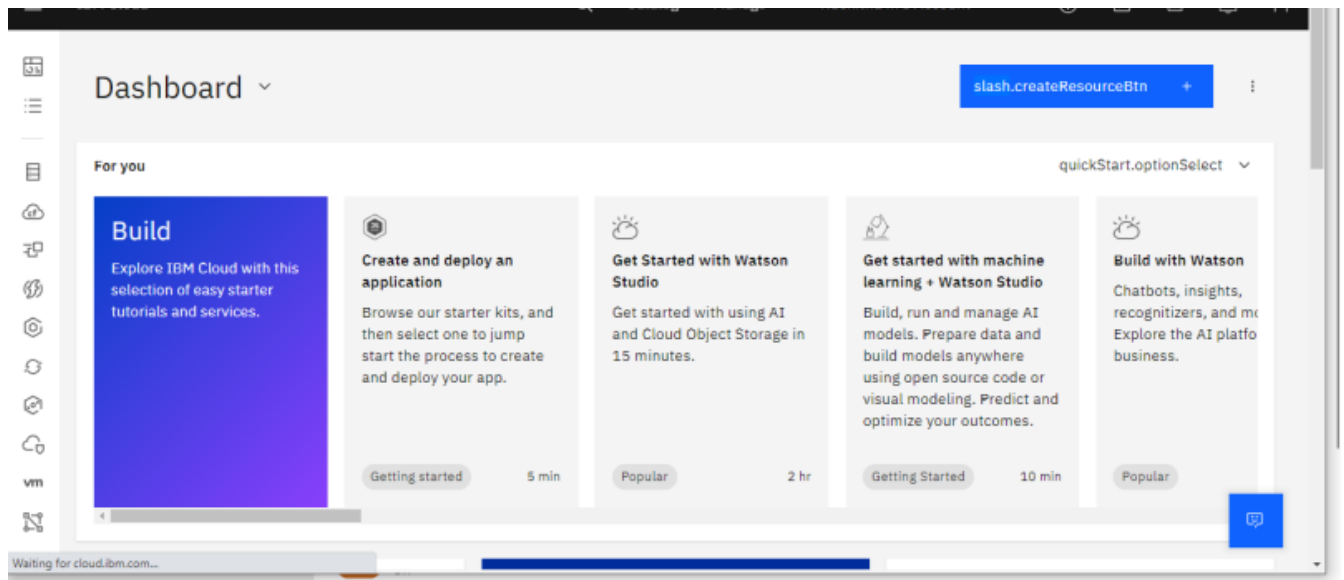 Dashboard
slash.createResourceBtn +
For you
quickStart.optionSelect
Build
Explore IBM Cloud with this
selection of easy starter
tutorials and services.
Create and deploy an
application
Browse our starter kits, and
then select one to jump
start the process to create
and deploy your app.
Getting started
5 min
Get Started with Watson
Studio
Get started with using AI
and Cloud Object Storage in
15 minutes.
Popular
2 hr
Get started with machine
learning + Watson Studio
Build, run and manage AI
models. Prepare data and
build models anywhere
using open source code or
visual modeling. Predict and
optimize your outcomes.
Getting Started
10 min
Build with Watson
Chatbots, insights,
recognitizers, and mo
Explore the AI platfo
business.
Popular
vm
Waiting for cloud.ibm.com...